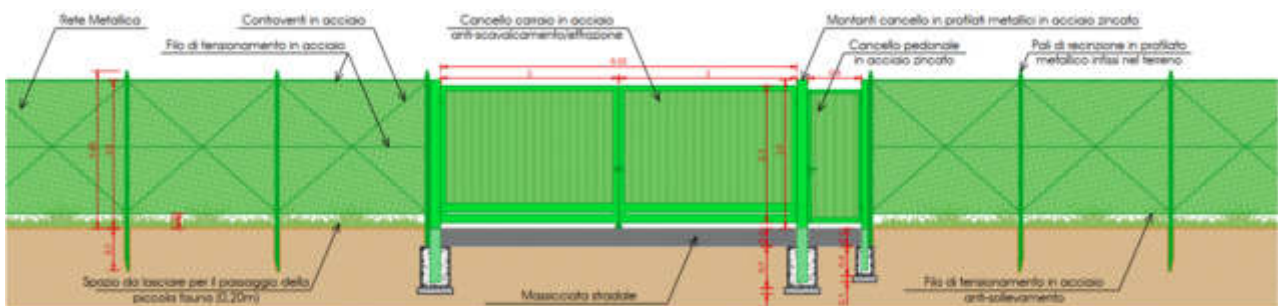 Rete Metallica
Controventi in acciaio
Filo di tensionamento in acciaio
Cancello carraio in acciaio
anti-scavalcamento/effrazione
Montanti cancello in profilati metallici in acciaio zincato
Cancello pedonale
in acciaio zincato
Pali di recinzione in profilato
metallico infissi nel terreno
Spazio da lasciare per il passaggio della
piccola fauna (0.20m)
Massicciata stradale
Filo di tensionamento in acciaio
anti-sollevamento